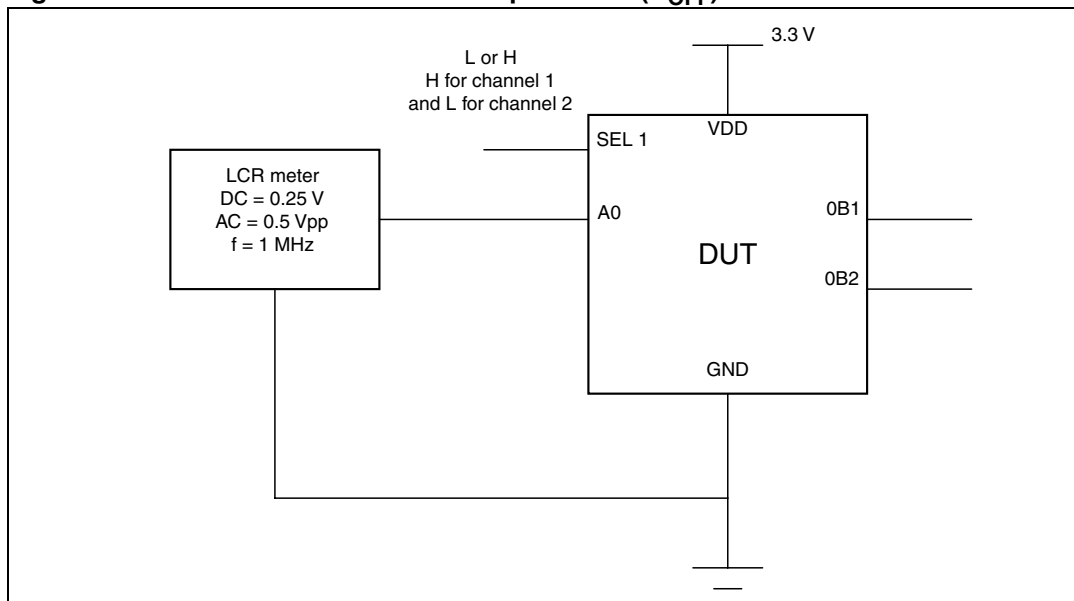 3.3 V
L or H
H for channel 1
and L for channel 2
VDD
SEL 1
LCR meter
DC = 0.25 V
AC = 0.5 Vpp
f = 1 MHz
A0
0B1
DUT
0B2
GND